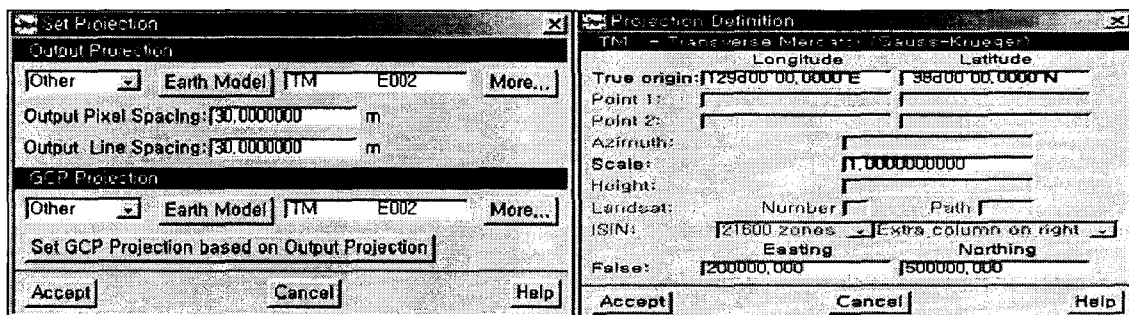 Set Projection
Output Projection
Other Earth Model TM E002 More...
Output Pixel Spacing: 30.0000000 m
Output Line Spacing: 30.0000000 m
GCP Projection
Other Earth Model TM E002 More...
Set GCP Projection based on Output Projection
Accept Cancel Help
Projection Definition
TM - Transverse Mercator (Gauss-Krueger)
Longitude Latitude
True origin: 129d00 00.0000 E 38d00 00.0000 N
Point 1:
Point 2:
Azimuth:
Scale: 1.0000000000
Height:
Landsat: Number Path
ISIN: 21600 zones Extra column on right
Easting Northing
False: 200000.000 500000.000
Accept Cancel Help